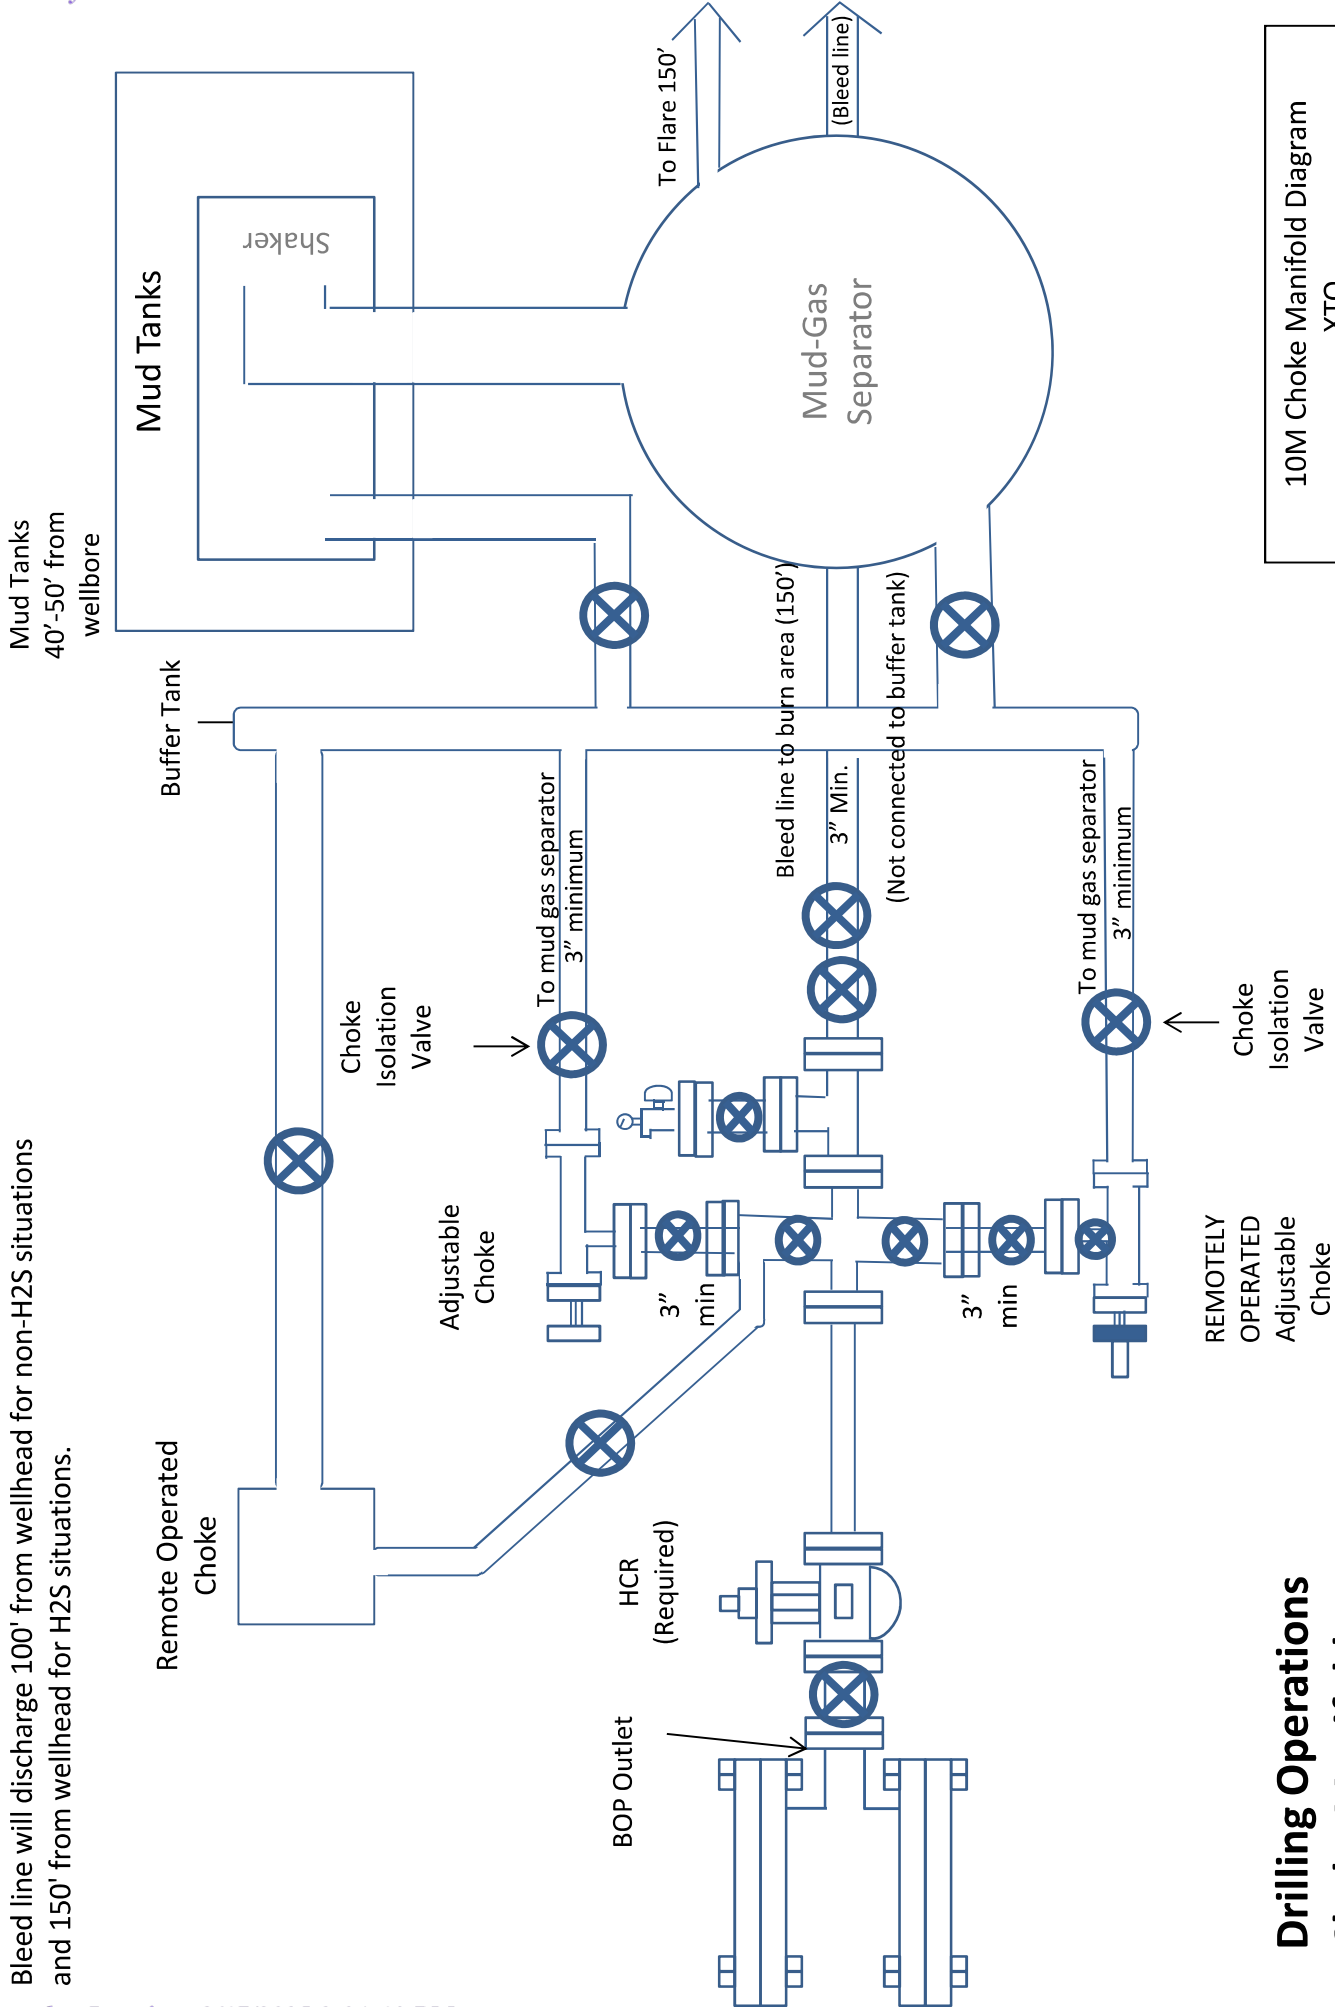 Bleed line will discharge 100' from wellhead for non-H2S situations
and 150' from wellhead for H2S situations.
Mud Tanks
40'-50' from
wellbore
Mud Tanks
Shaker
Buffer Tank
Remote Operated
Choke
Choke
Isolation
Valve
Adjustable
Choke
To mud gas separator
3" minimum
To Flare 150'
(Bleed line)
Mud-Gas
Separator
Bleed line to burn area (150')
3" Min.
(Not connected to buffer tank)
HCR
(Required)
BOP Outlet
3"
min
3"
min
To mud gas separator
3" minimum
REMOTELY
OPERATED
Adjustable
Choke
Choke
Isolation
Valve
10M Choke Manifold Diagram
XTO
Drilling Operations